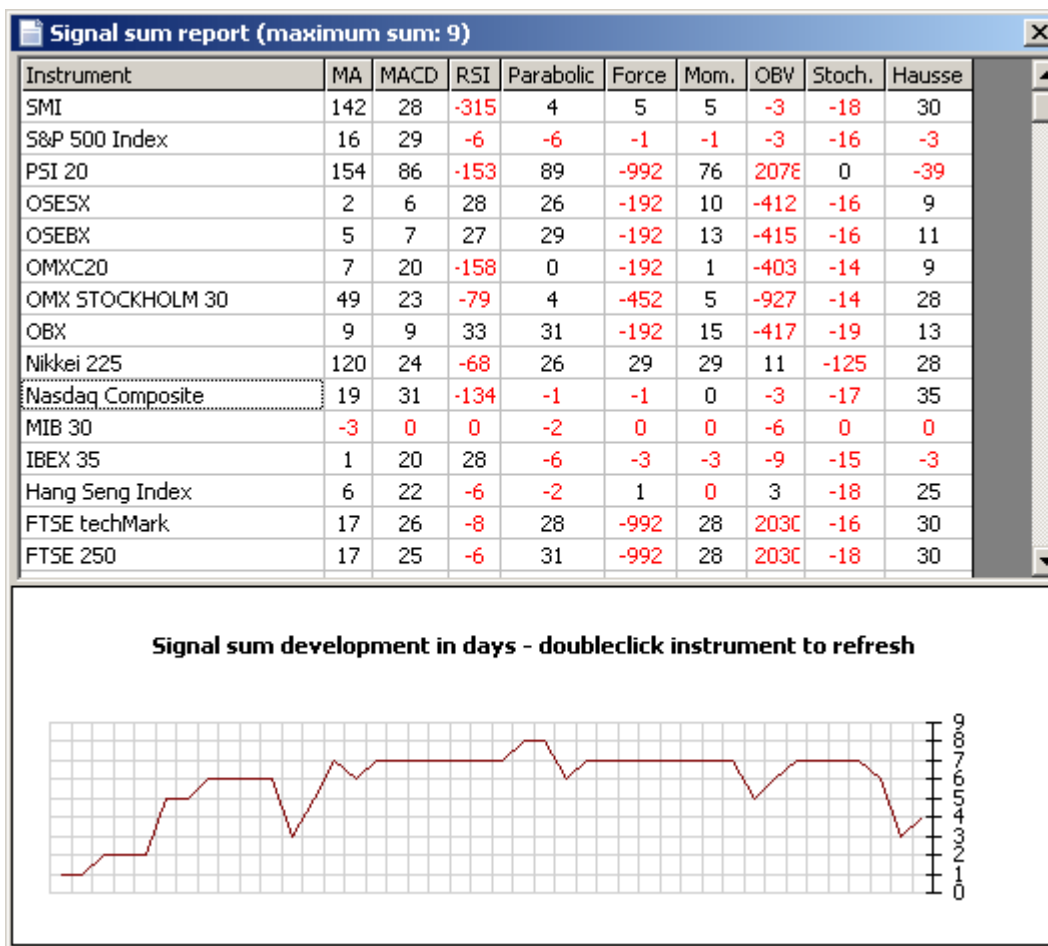 Signal sum report (maximum sum: 9)
Instrument MA MACD RSI Parabolic Force Mom. OBV Stoch. Hausse
SMI 142 28 -315 4 5 5 -3 -18 30
S&P 500 Index 16 29 -6 -6 -1 -1 -3 -16 -3
PSI 20 154 86 -153 89 -992 76 2078 0 -39
OSESX 2 6 28 26 -192 10 -412 -16 9
OSEBX 5 7 27 29 -192 13 -415 -16 11
OMXC20 7 20 -158 0 -192 1 -403 -14 9
OMX STOCKHOLM 30 49 23 -79 4 -452 5 -927 -14 28
OBX 9 9 33 31 -192 15 -417 -19 13
Nikkei 225 120 24 -68 26 29 29 11 -125 28
Nasdaq Composite 19 31 -134 -1 -1 0 -3 -17 35
MIB 30 -3 0 0 -2 0 0 -6 0 0
IBEX 35 1 20 28 -6 -3 -3 -9 -15 -3
Hang Seng Index 6 22 -6 -2 1 0 3 -18 25
FTSE techMark 17 26 -8 28 -992 28 2030 -16 30
FTSE 250 17 25 -6 31 -992 28 2030 -18 30
Signal sum development in days - doubleclick instrument to refresh
9
8
7
6
5
4
3
2
1
0